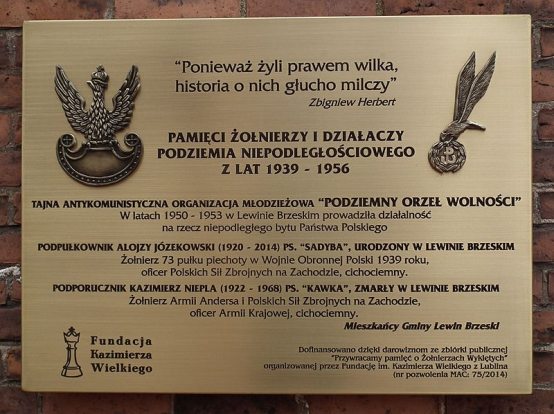 “Ponieważ żyli prawem wilka,
historia o nich głucho milczy”
Zbigniew Herbert
PAMIĘCI ŻOŁNIERZY I DZIAŁACZY
PODZIEMIA NIEPODLEGŁOŚCIOWEGO
Z LAT 1939 - 1956
TAJNA ANTYKOMUNISTYCZNA ORGANIZACJA MŁODZIEŻOWA “PODZIEMNY ORZEŁ WOLNOŚCI”
W latach 1950 - 1953 w Lewinie Brzeskim prowadziła działalność
na rzecz niepodległego bytu Państwa Polskiego
PODPUŁKOWNIK ALOJZY JÓZEKOWSKI (1920 - 2014) PS. “SADYBA”, URODZONY W LEWINIE BRZESKIM
Żołnierz 73 pułku piechoty w Wojnie Obronnej Polski 1939 roku,
oficer Polskich Sił Zbrojnych na Zachodzie, cichociemny.
PODPORUCZNIK KAZIMIERZ NIEPLA (1922 - 1968) PS. “KAWKA”, ZMARŁY W LEWINIE BRZESKIM
Żołnierz Armii Andersa i Polskich Sił Zbrojnych na Zachodzie,
oficer Armii Krajowej, cichociemny.
Mieszkańcy Gminy Lewin Brzeski
Fundacja
Kazimierza
Wielkiego
Dofinansowano dzięki darowiznom ze zbiórki publicznej
“Przywracamy pamięć o Żołnierzach Wyklętych”
organizowanej przez Fundację im. Kazimierza Wielkiego z Lublina
(nr pozwolenia MAC: 75/2014)